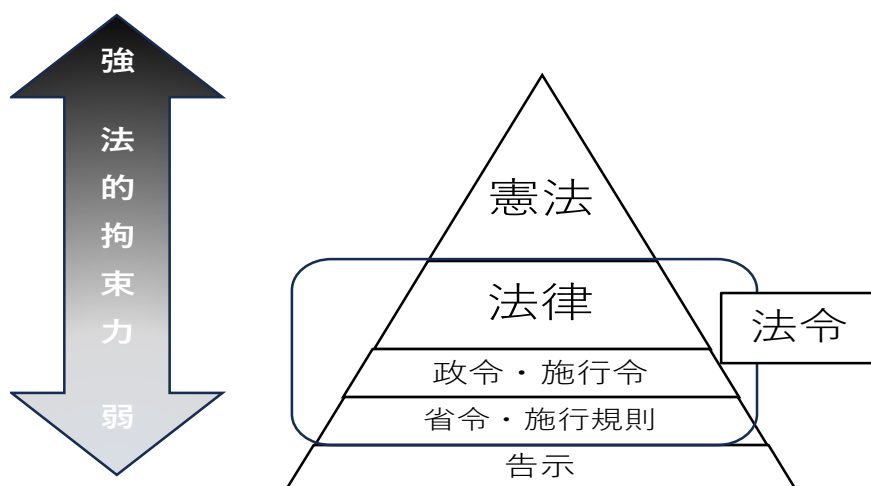 強
法的拘束力
弱
憲法
法律
法令
政令・施行令
省令・施行規則
告示